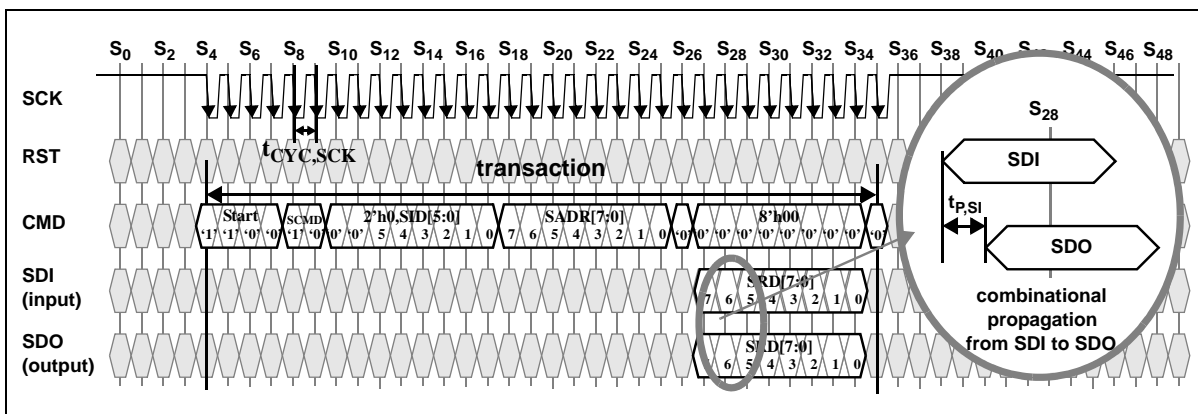 S0 S2 S4 S6 S8 S10 S12 S14 S16 S18 S20 S22 S24 S26 S28 S30 S32 S34 S36 S38 S40 S44 S46 S48
SCK
tCYC,SCK
RST
transaction
CMD
Start SCMD 2'h0,SID[5:0] SADR[7:0] 8'h00
'1' '1' '0' '0' '1' '0' '0' '0' 5 4 3 2 1 0 7 6 5 4 3 2 1 0 '0' '0' '0' '0' '0' '0' '0' '0' '0' '0'
SDI
(input)
SRD[7:0]
7 6 5 4 3 2 1 0
SDO
(output)
SRD[7:0]
6 5 4 3 2 1 0
S28
SDI
tP,SI
SDO
combinational
propagation
from SDI to SDO